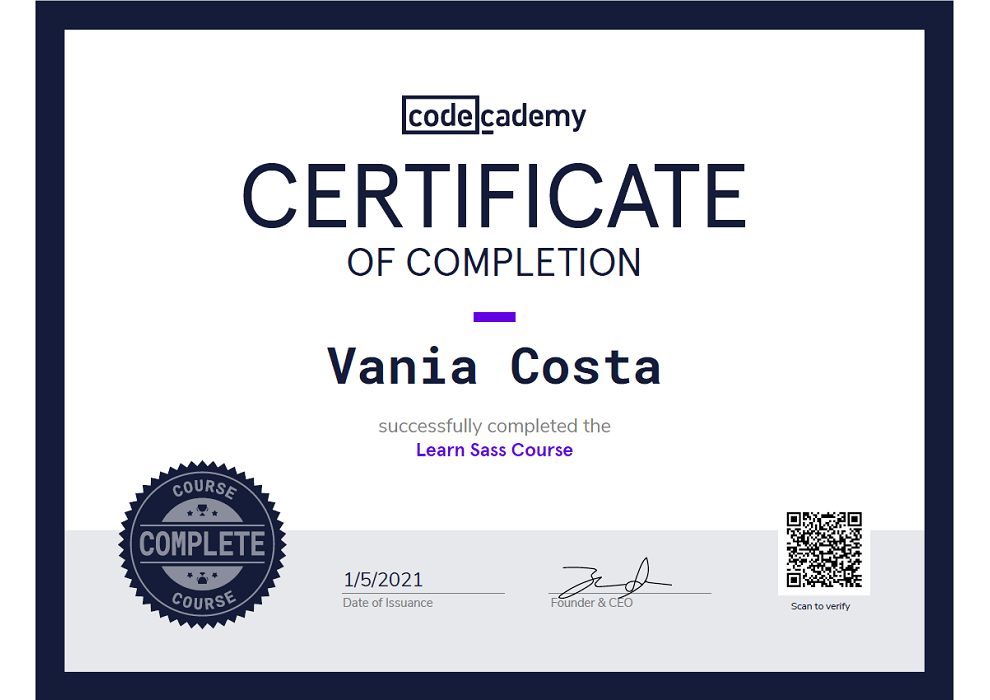 codecademy
CERTIFICATE
OF COMPLETION
Vania Costa
successfully completed the
Learn Sass Course
COURSE
COMPLETE
COURSE
1/5/2021
Date of Issuance
Founder & CEO
Scan to verify